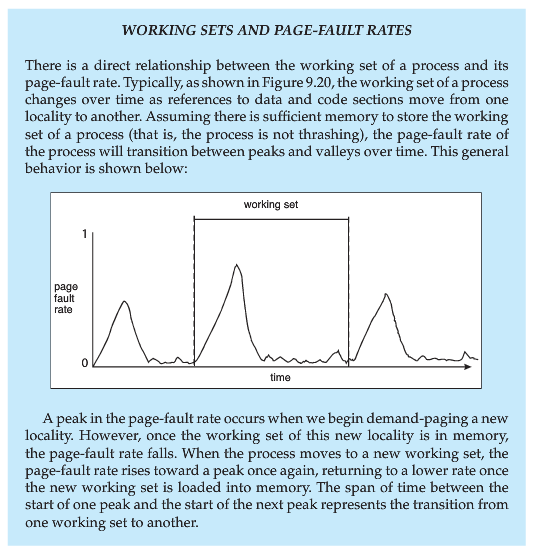 WORKING SETS AND PAGE-FAULT RATES
There is a direct relationship between the working set of a process and its
page-fault rate. Typically, as shown in Figure 9.20, the working set of a process
changes over time as references to data and code sections move from one
locality to another. Assuming there is sufficient memory to store the working
set of a process (that is, the process is not thrashing), the page-fault rate of
the process will transition between peaks and valleys over time. This general
behavior is shown below:
working set
1
page
fault
rate
0
time
A peak in the page-fault rate occurs when we begin demand-paging a new
locality. However, once the working set of this new locality is in memory,
the page-fault rate falls. When the process moves to a new working set, the
page-fault rate rises toward a peak once again, returning to a lower rate once
the new working set is loaded into memory. The span of time between the
start of one peak and the start of the next peak represents the transition from
one working set to another.